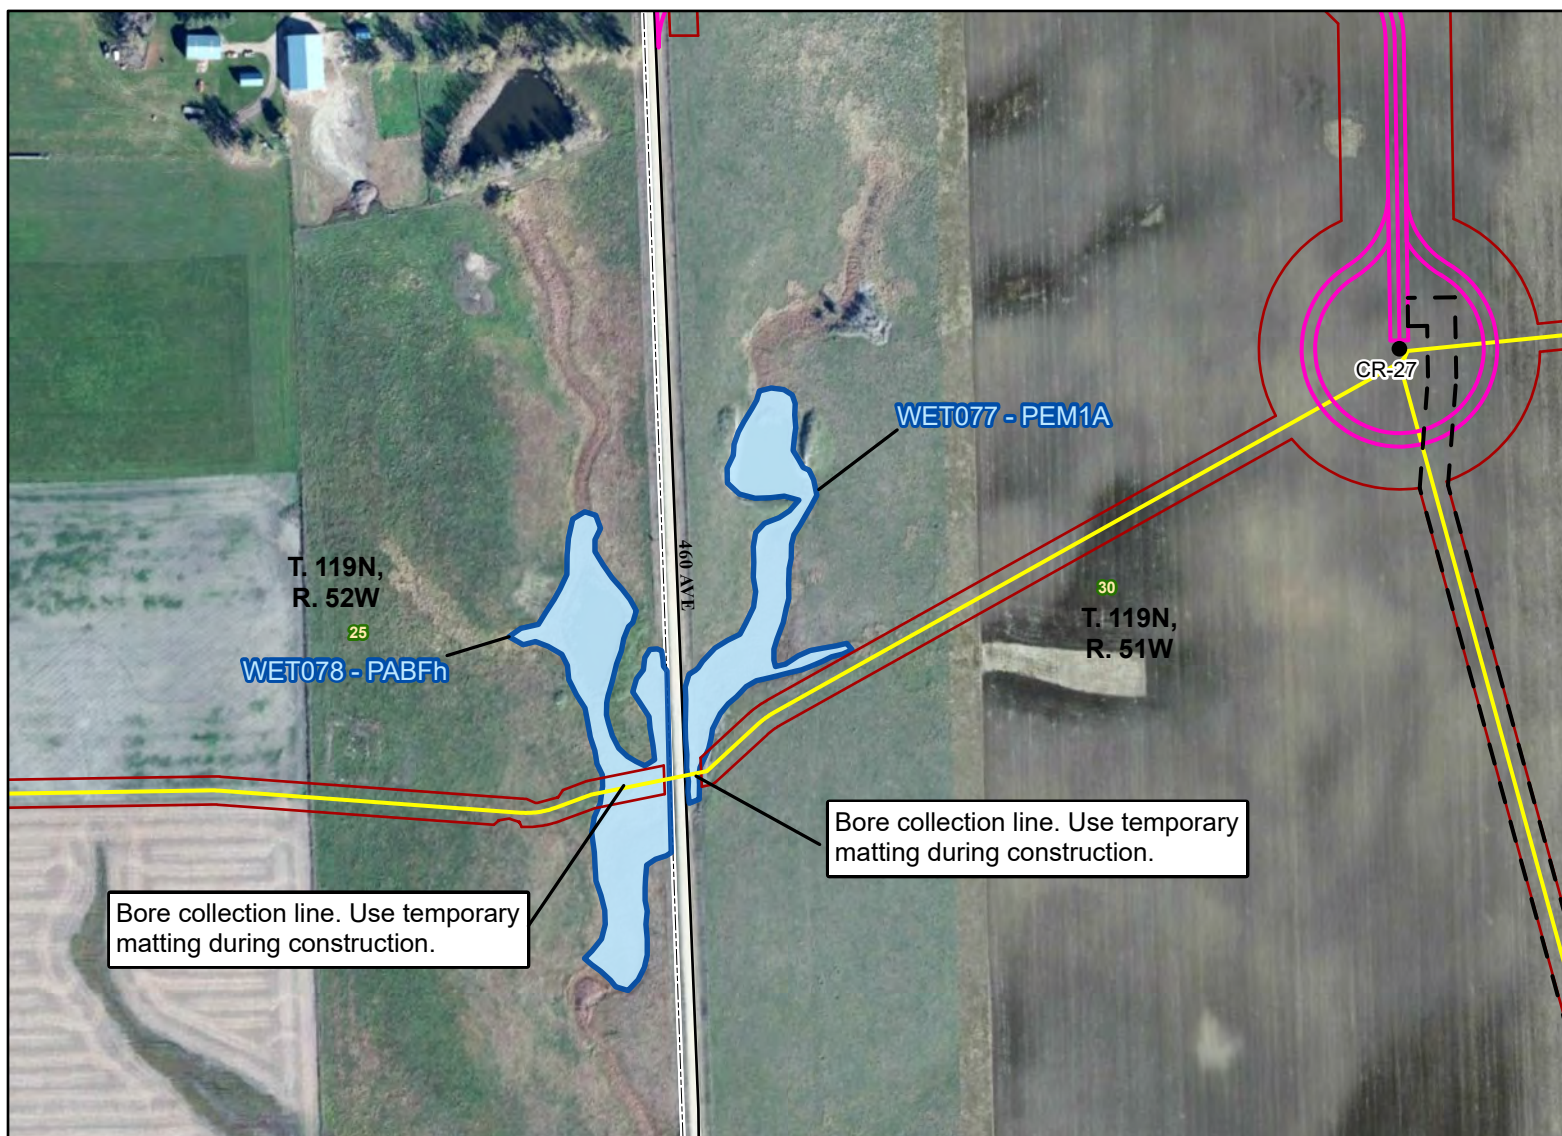 CR-27
WET077 - PEM1A
460 AVE
T. 119N,
R. 52W
25
WET078 - PABFh
30
T. 119N,
R. 51W
Bore collection line. Use temporary
matting during construction.
Bore collection line. Use temporary
matting during construction.